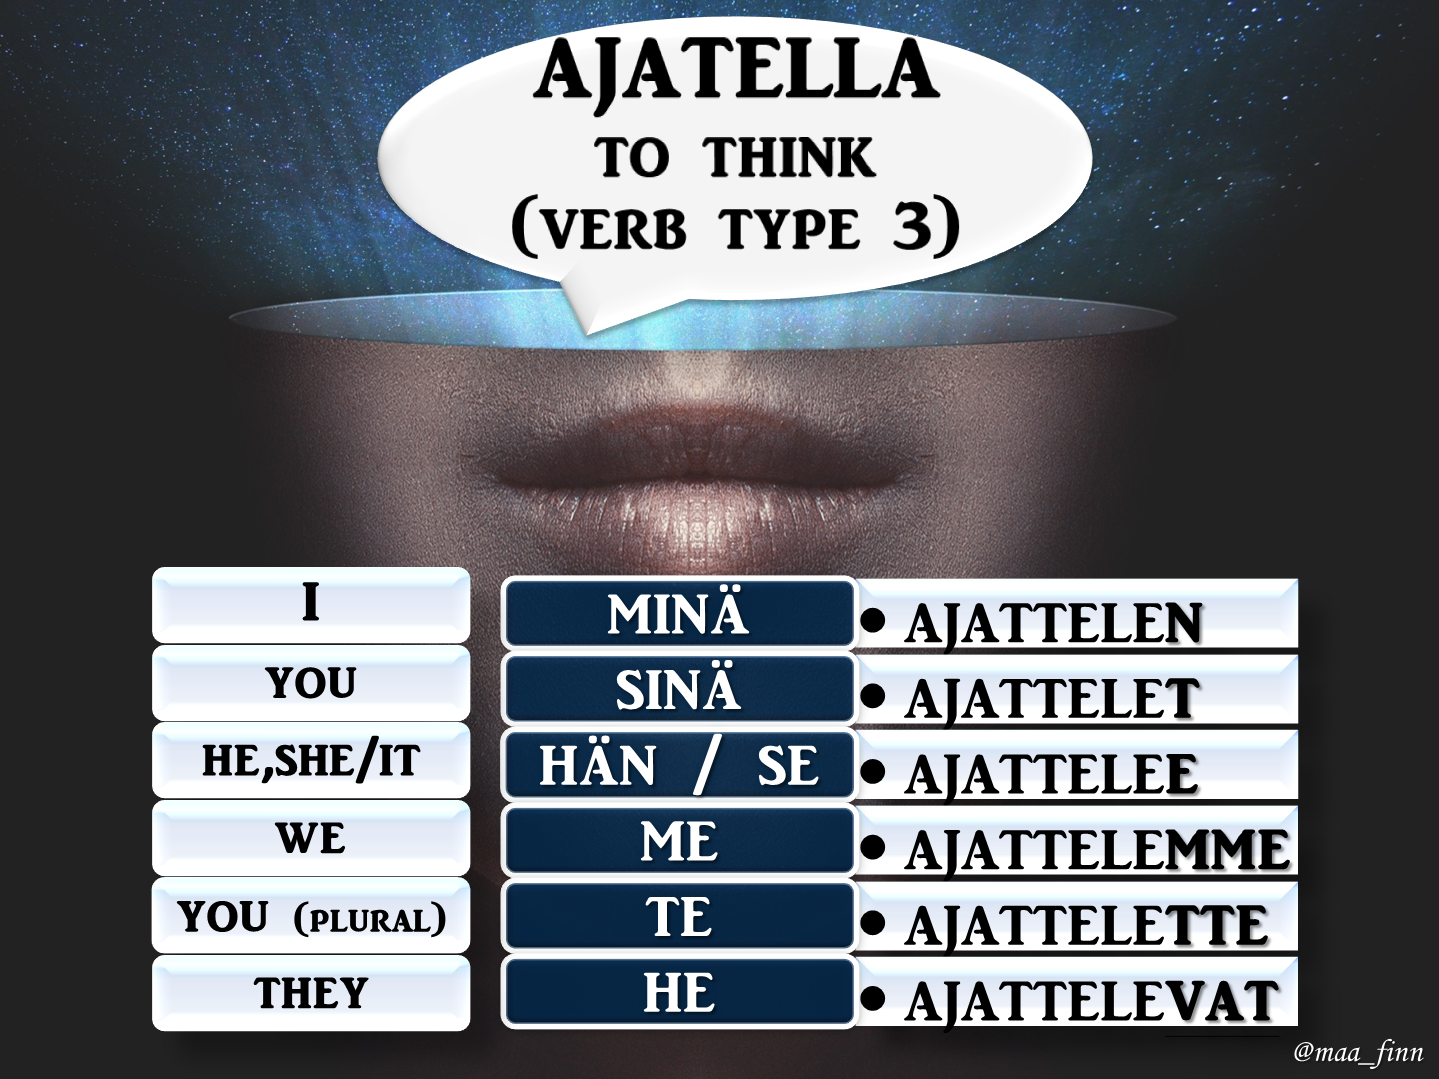 AJATELLA
TO THINK
(VERB TYPE 3)
I MINÄ • AJATTELEN
YOU SINÄ • AJATTELET
HE,SHE/IT HÄN / SE • AJATTELEE
WE ME • AJATTELEMME
YOU (PLURAL) TE • AJATTELETTE
THEY HE • AJATTELEVAT
@maa_finn